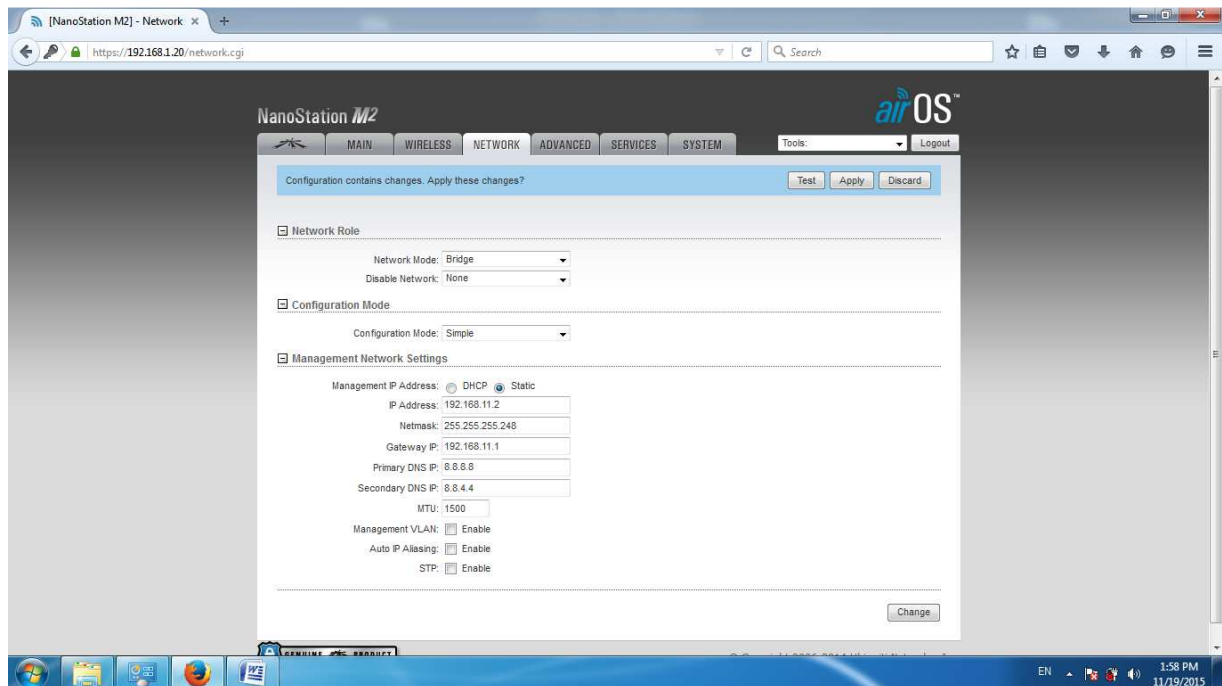 [NanoStation M2] - Network
https://192.168.1.20/network.cgi
Search
NanoStation M2
airOS™
MAIN WIRELESS NETWORK ADVANCED SERVICES SYSTEM Tools: Logout
Configuration contains changes. Apply these changes? Test Apply Discard
Network Role
Network Mode: Bridge
Disable Network: None
Configuration Mode
Configuration Mode: Simple
Management Network Settings
Management IP Address: DHCP Static
IP Address: 192.168.11.2
Netmask: 255.255.255.248
Gateway IP: 192.168.11.1
Primary DNS IP: 8.8.8.8
Secondary DNS IP: 8.8.4.4
MTU: 1500
Management VLAN: Enable
Auto IP Aliasing: Enable
STP: Enable
Change
GENUINE PRODUCT
EN 1:58 PM
11/19/2015